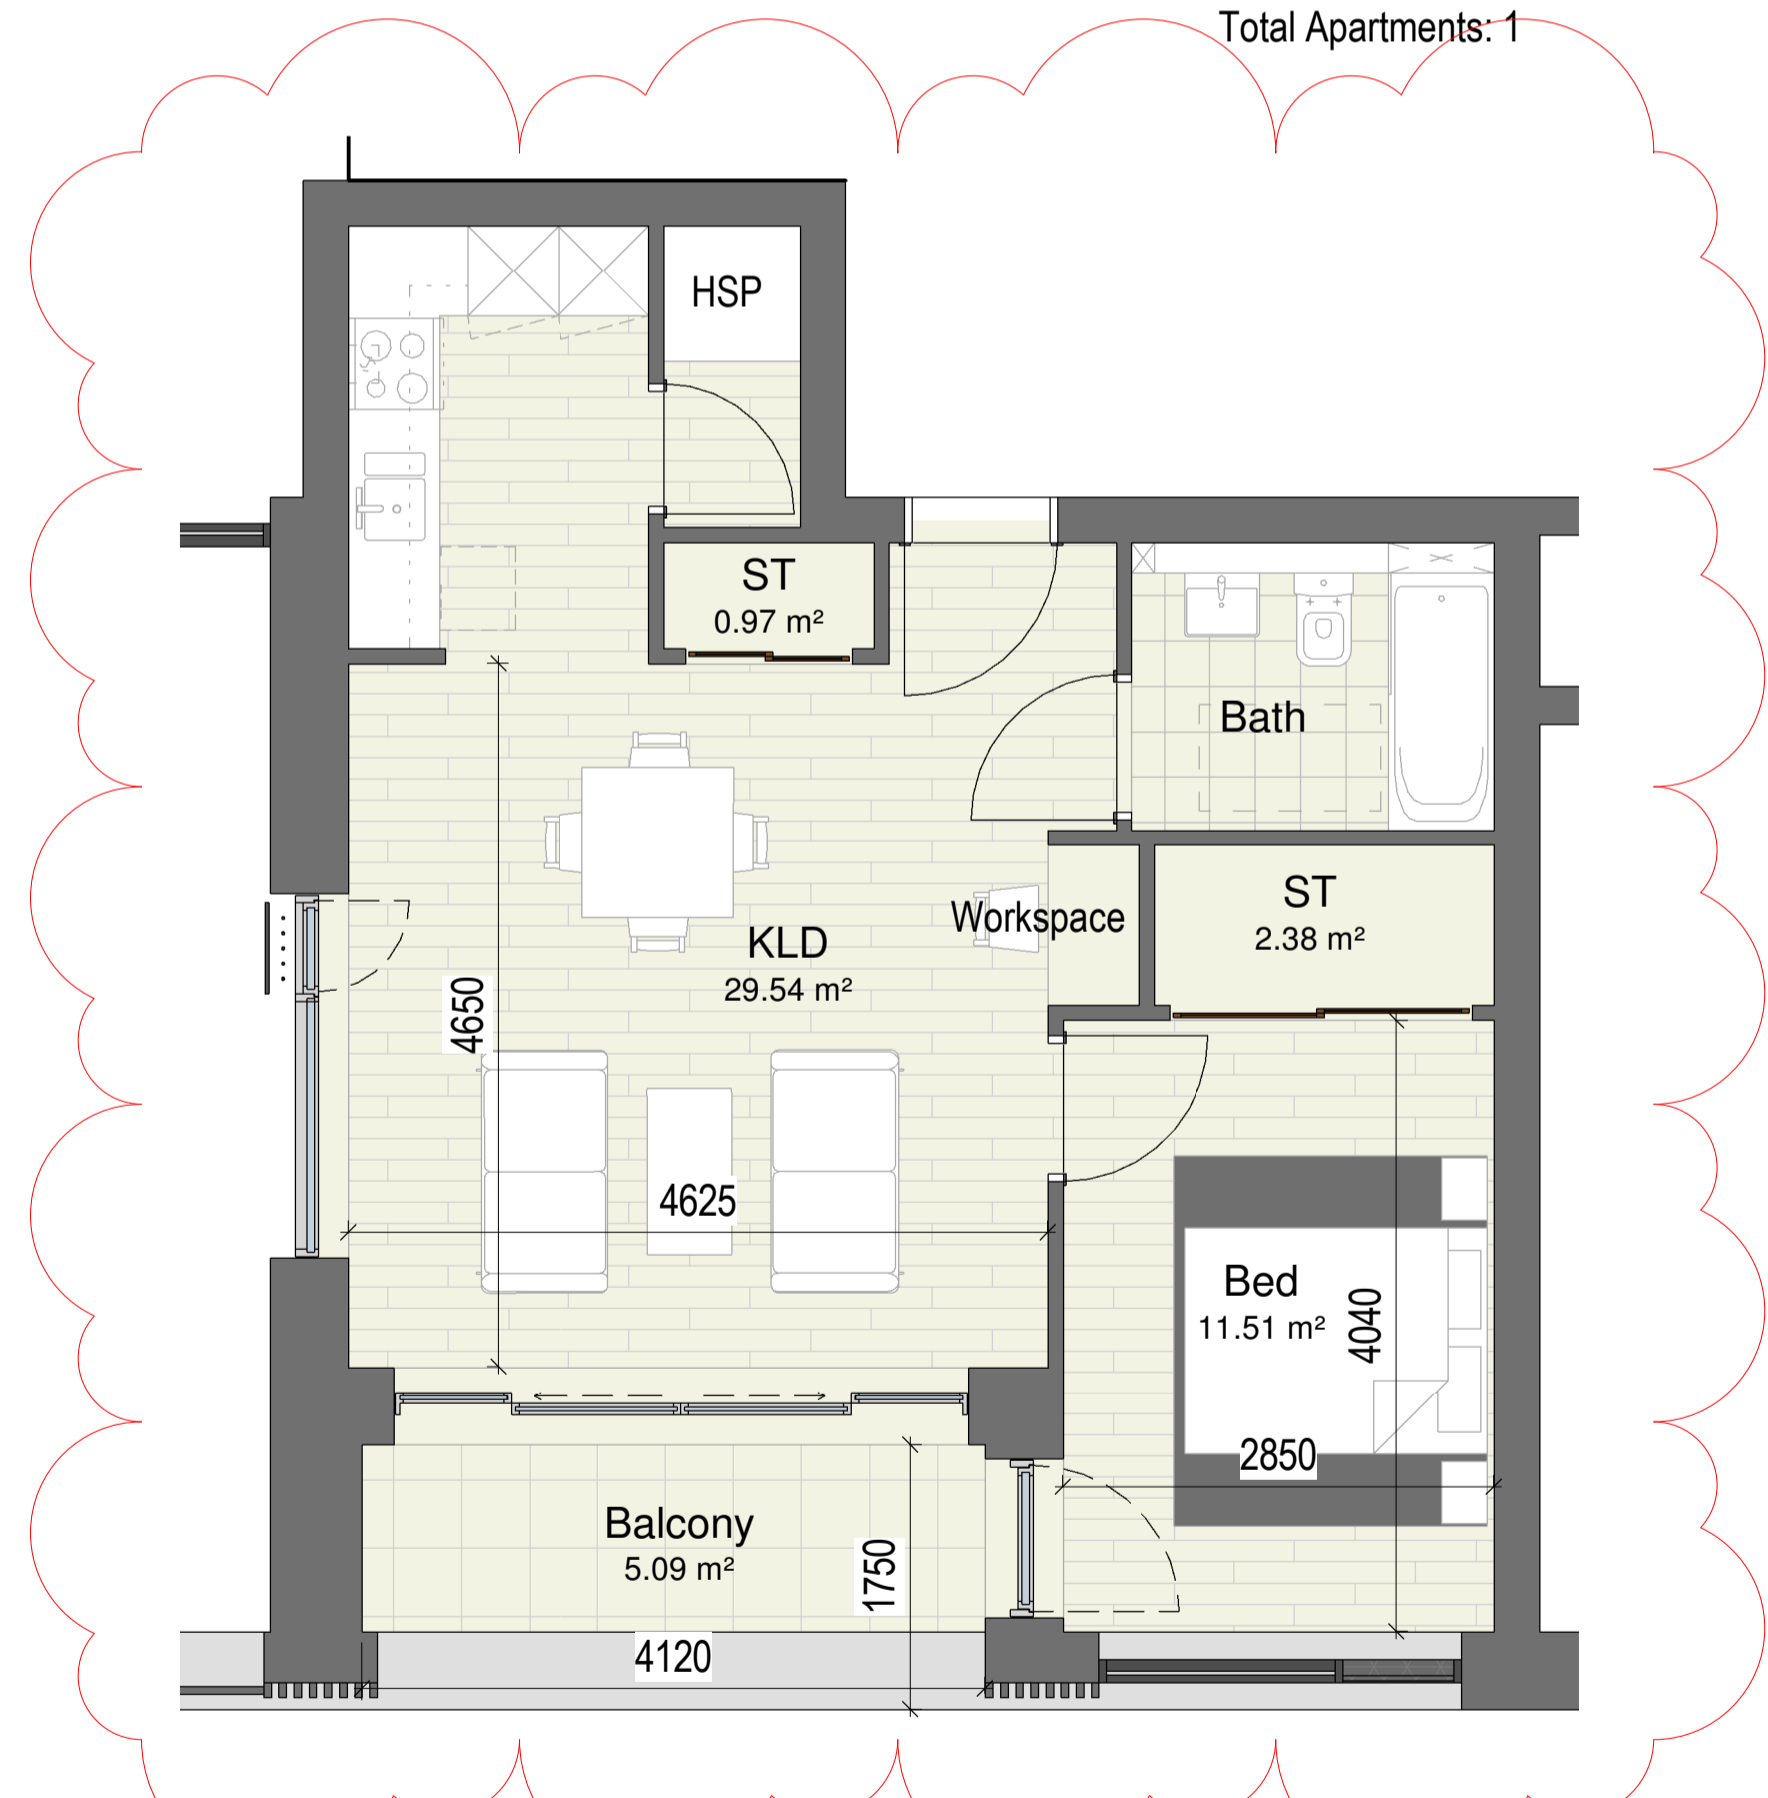 Total Apartments: 1
HSP
ST
0.97 m²
Bath
ST
2.38 m²
Workspace
KLD
29.54 m²
4650
4625
Bed
11.51 m²
4040
2850
Balcony
5.09 m²
1750
4120